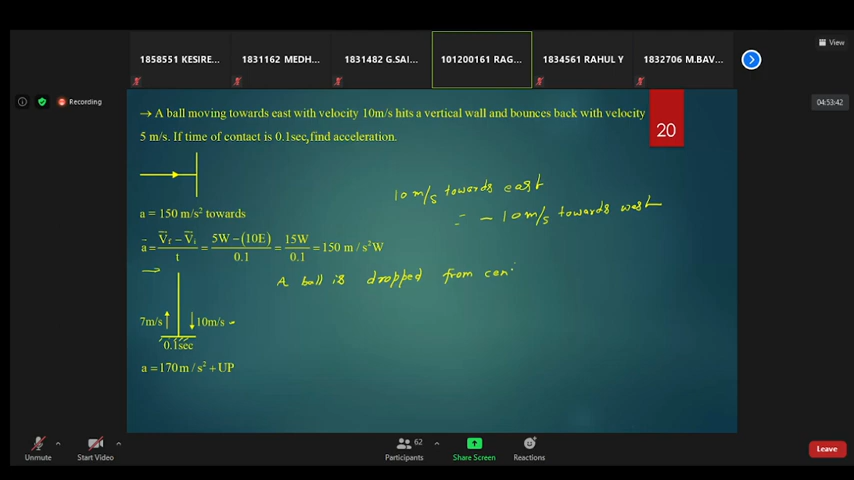 View
1858551 KESIRE...
1831162 MEDH...
1831482 G.SAI...
101200161 RAG...
1834561 RAHUL Y
1832706 M.BAV...
Recording
04:53:42
→ A ball moving towards east with velocity 10m/s hits a vertical wall and bounces back with velocity
5 m/s. If time of contact is 0.1sec,find acceleration.
20
10 m/s towards east
= - 10 m/s towards west
a = 150 m/s² towards
a⃗ = (V⃗f − V⃗i)/t = (5W − (10E))/0.1 = 15W/0.1 = 150 m / s²W
→
A ball is dropped from
7m/s ↑ ↓ 10m/s
0.1sec
a = 170 m / s² + UP
Unmute
Start Video
62
Participants
Share Screen
Reactions
Leave